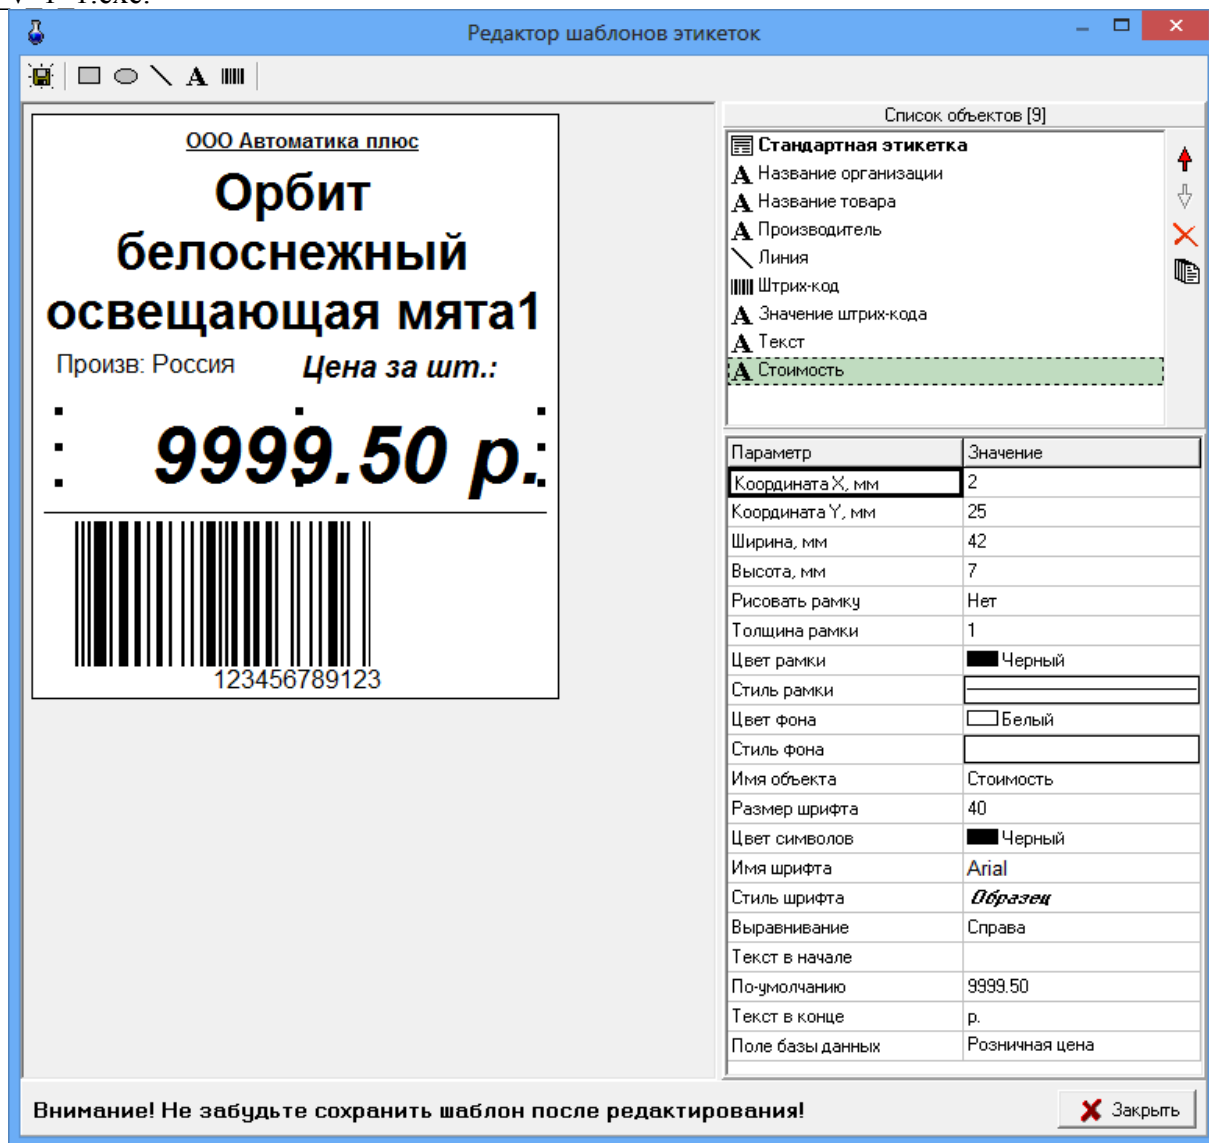 Редактор шаблонов этикеток
ООО Автоматика плюс
Орбит
белоснежный
освещающая мята1
Произв: Россия Цена за шт.:
9999.50 р.
123456789123
Список объектов [9]
Стандартная этикетка
Название организации
Название товара
Производитель
Линия
Штрих-код
Значение штрих-кода
Текст
Стоимость
Параметр Значение
Координата X, мм 2
Координата Y, мм 25
Ширина, мм 42
Высота, мм 7
Рисовать рамку Нет
Толщина рамки 1
Цвет рамки Черный
Стиль рамки
Цвет фона Белый
Стиль фона
Имя объекта Стоимость
Размер шрифта 40
Цвет символов Черный
Имя шрифта Arial
Стиль шрифта Образец
Выравнивание Справа
Текст в начале
По-умолчанию 9999.50
Текст в конце р.
Поле базы данных Розничная цена
Внимание! Не забудьте сохранить шаблон после редактирования!
Закрыть